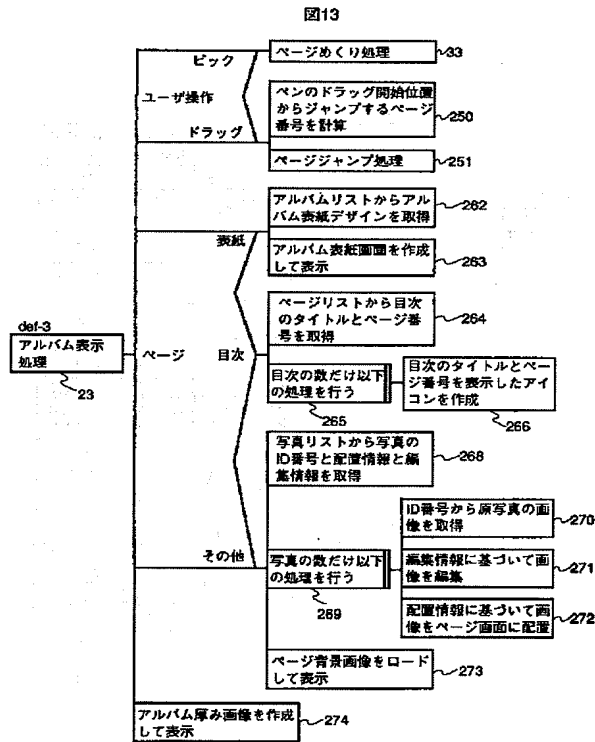 図13
ピック
ページめくり処理
33
ユーザ操作
ペンのドラッグ開始位置
からジャンプするページ
番号を計算
250
ドラッグ
ページジャンプ処理
251
アルバムリストからアル
バム表紙デザインを取得
262
表紙
アルバム表紙画面を作成
して表示
263
ページリストから目次
のタイトルとページ番
号を取得
264
def-3
アルバム表示
処理
23
ページ
目次
目次の数だけ以下
の処理を行う
265
目次のタイトルとペー
ジ番号を表示したアイ
コンを作成
266
写真リストから写真の
ID番号と配置情報と編
集情報を取得
268
その他
写真の数だけ以下
の処理を行う
269
ID番号から原写真の画
像を取得
270
編集情報に基づいて画
像を編集
271
配置情報に基づいて画
像をページ画面に配置
272
ページ背景画像をロード
して表示
273
アルバム厚み画像を作成
して表示
274